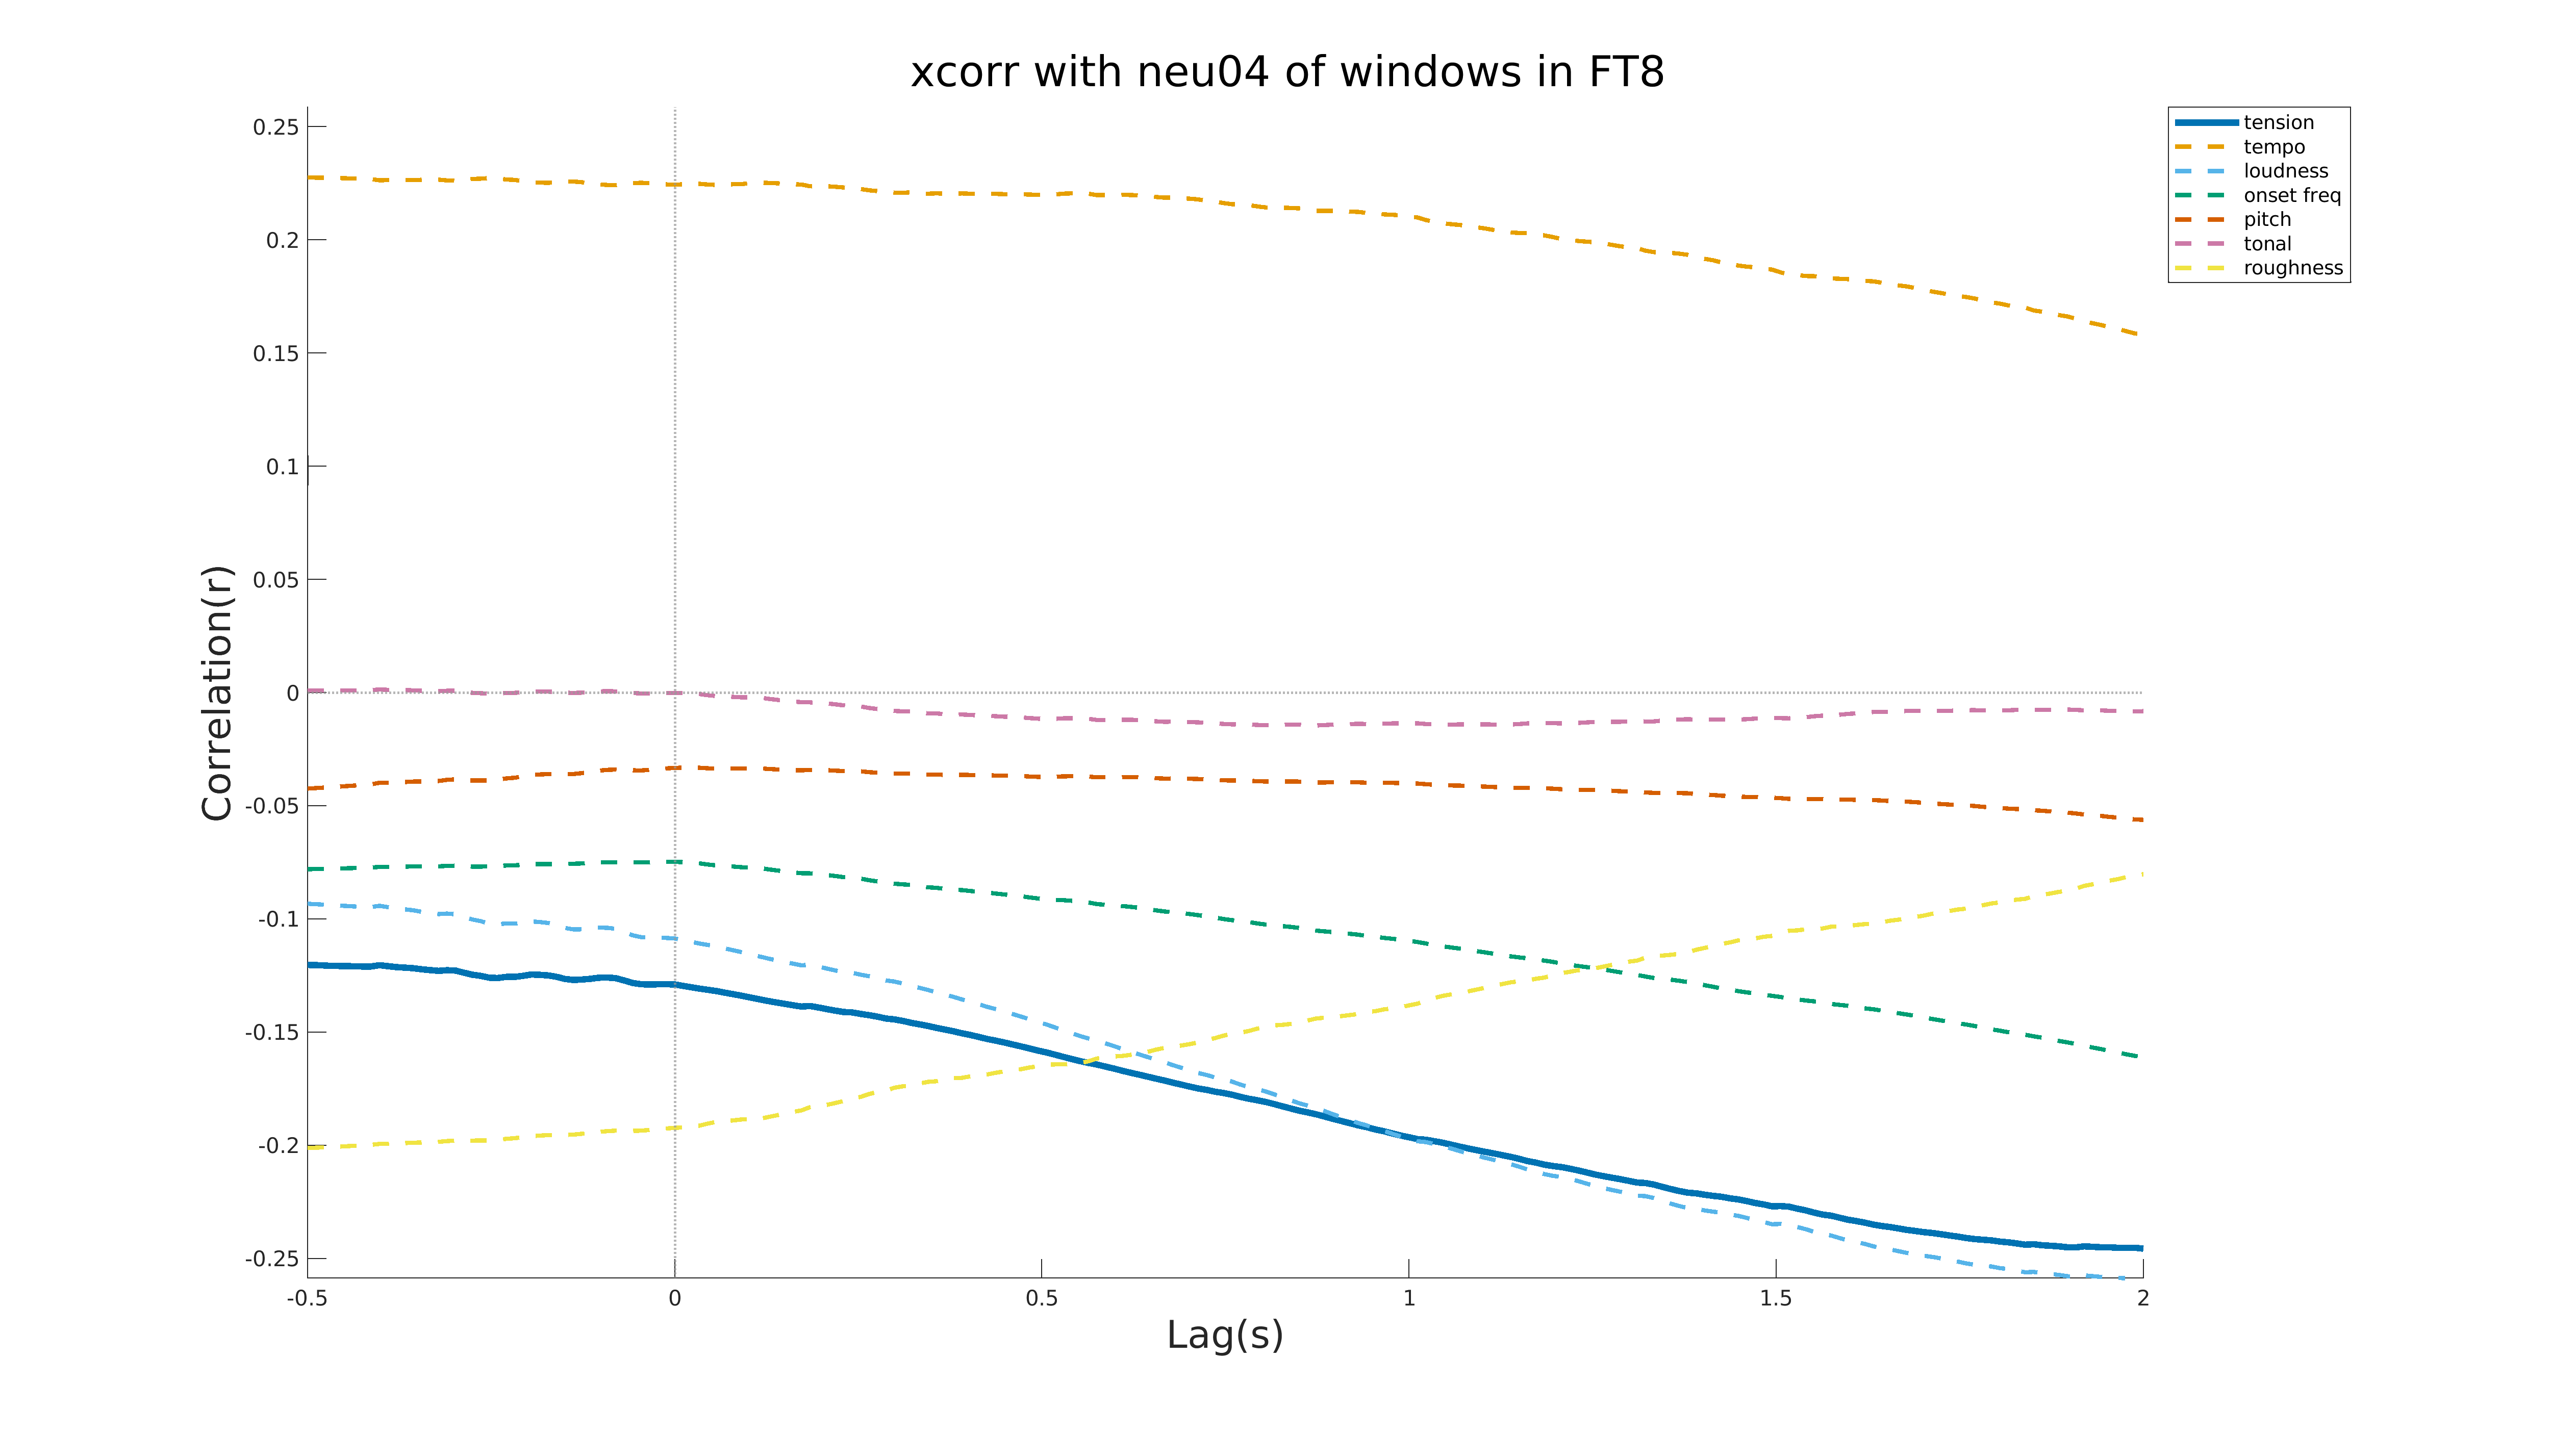 xcorr with neu04 of windows in FT8
tension
tempo
loudness
onset freq
pitch
tonal
roughness
Correlation(r)
0.25
0.2
0.15
0.1
0.05
0
-0.05
-0.1
-0.15
-0.2
-0.25
-0.5 0 0.5 1 1.5 2
Lag(s)